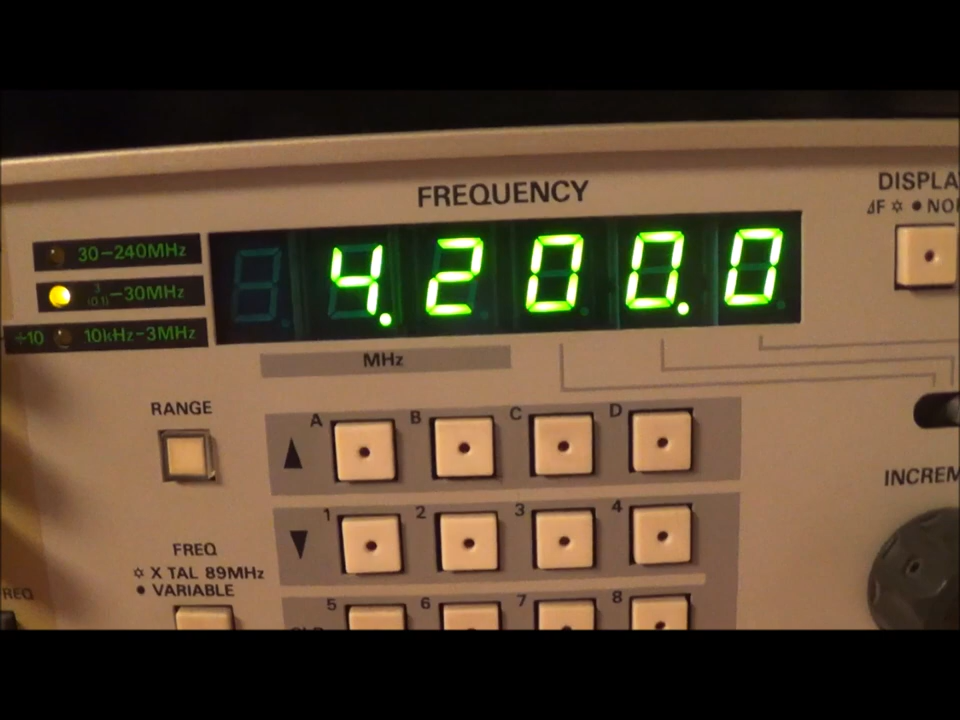 FREQUENCY
DISPLA
ΔF ☼ ● NO
30-240MHz
3
(0.1)-30MHz
÷10 10kHz-3MHz
4.200.0
MHz
RANGE
A B C D
▲
INCREM
1 2 3 4
▼
FREQ
☼ X TAL 89MHz
● VARIABLE
REQ
5 6 7 8